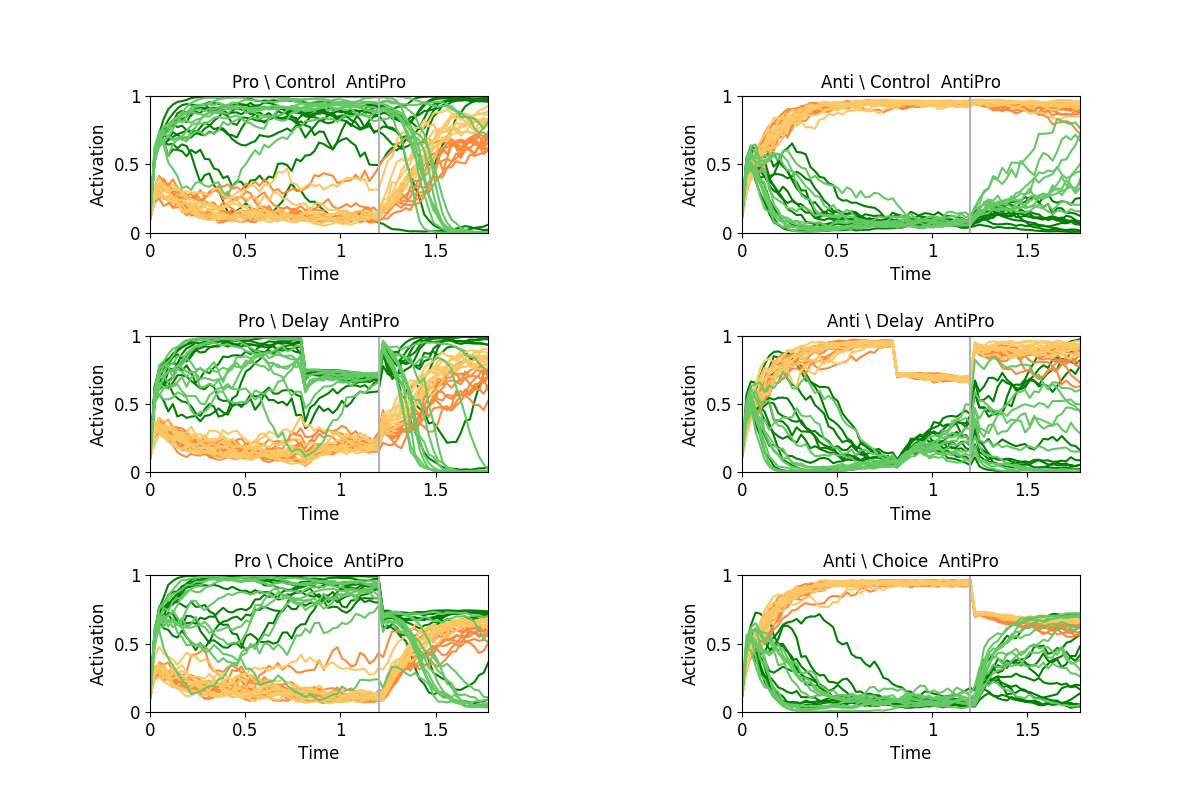 Pro \ Control  AntiPro
Activation
1
0.5
0
0
0.5
1
1.5
Time
Anti \ Control  AntiPro
Activation
1
0.5
0
0
0.5
1
1.5
Time
Pro \ Delay  AntiPro
Activation
1
0.5
0
0
0.5
1
1.5
Time
Anti \ Delay  AntiPro
Activation
1
0.5
0
0
0.5
1
1.5
Time
Pro \ Choice  AntiPro
Activation
1
0.5
0
0
0.5
1
1.5
Time
Anti \ Choice  AntiPro
Activation
1
0.5
0
0
0.5
1
1.5
Time